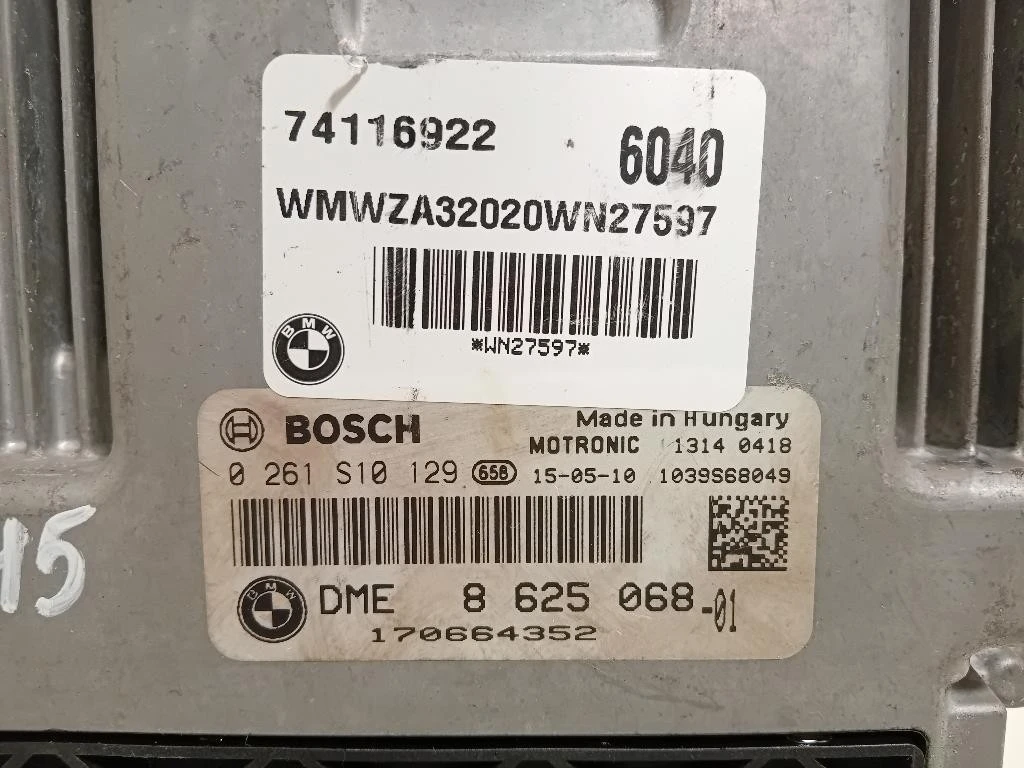 74116922 6040
WMWZA32020WN27597
BMW
*WN27597*
BOSCH Made in Hungary
MOTRONIC 1314 0418
0 261 S10 129 658 15-05-10 1039S68049
BMW DME 8 625 068-01
170664352